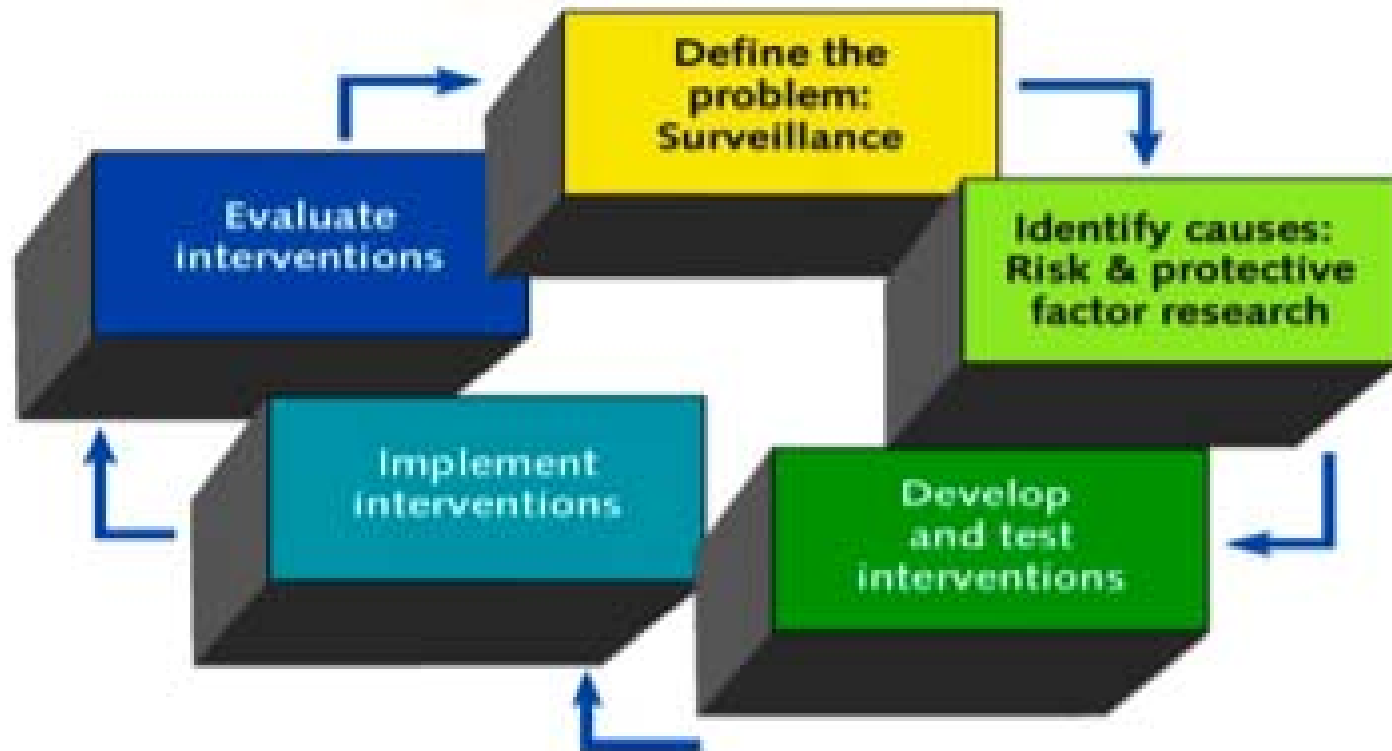 Define the
problem:
Surveillance
Identify causes:
Risk & protective
factor research
Develop
and test
interventions
Implement
interventions
Evaluate
interventions